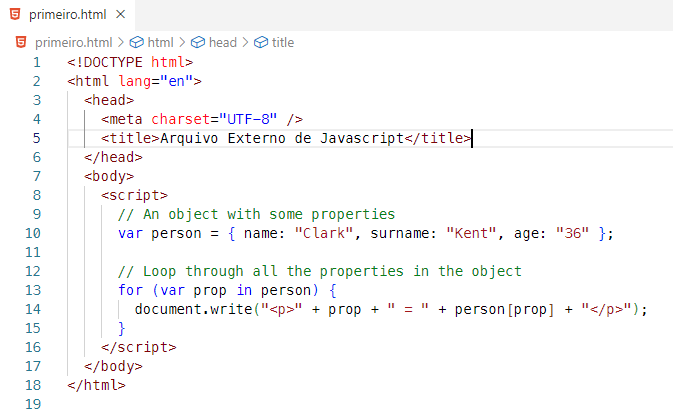 primeiro.html ×
primeiro.html > html > head > title
1 <!DOCTYPE html>
2 <html lang="en">
3   <head>
4     <meta charset="UTF-8" />
5     <title>Arquivo Externo de Javascript</title>
6   </head>
7   <body>
8     <script>
9       // An object with some properties
10       var person = { name: "Clark", surname: "Kent", age: "36" };
11
12       // Loop through all the properties in the object
13       for (var prop in person) {
14         document.write("<p>" + prop + " = " + person[prop] + "</p>");
15       }
16     </script>
17   </body>
18 </html>
19